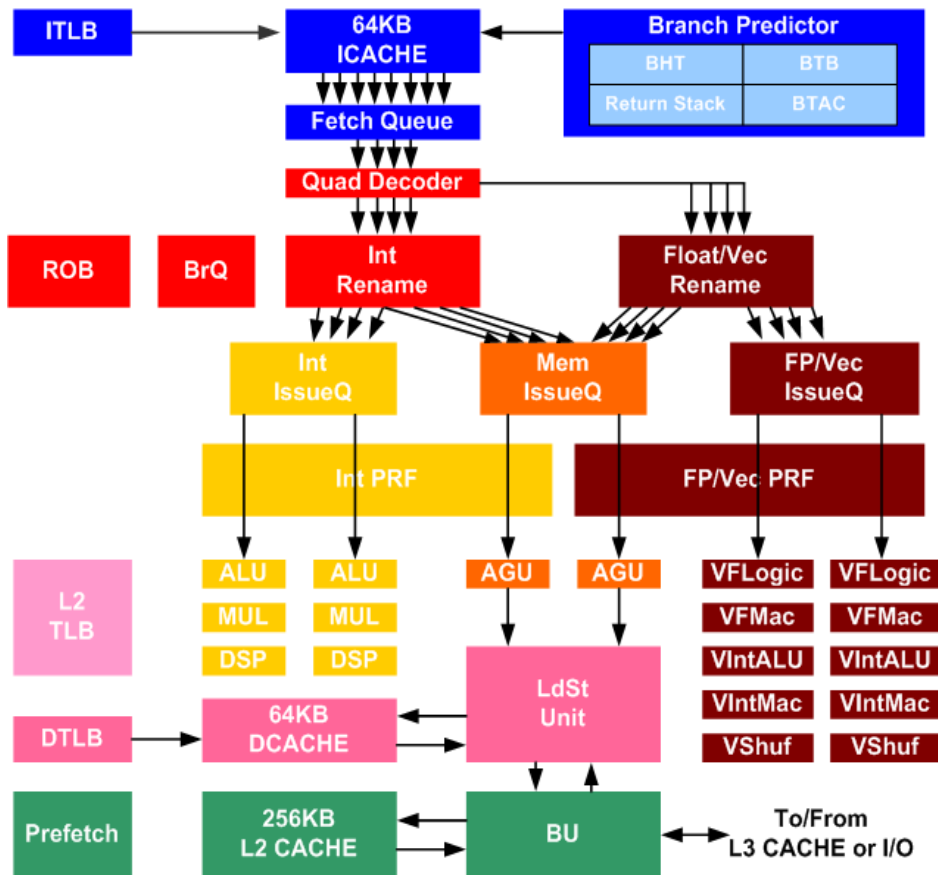 ITLB
64KB
ICACHE
Branch Predictor
BHT
BTB
Return Stack
BTAC
Fetch Queue
Quad Decoder
ROB
BrQ
Int
Rename
Float/Vec
Rename
Int
IssueQ
Mem
IssueQ
FP/Vec
IssueQ
Int PRF
FP/Vec PRF
L2
TLB
ALU
ALU
AGU
AGU
VFLogic
VFLogic
MUL
MUL
VFMac
VFMac
DSP
DSP
VIntALU
VIntALU
LdSt
Unit
VIntMac
VIntMac
VShuf
VShuf
DTLB
64KB
DCACHE
Prefetch
256KB
L2 CACHE
BU
To/From
L3 CACHE or I/O